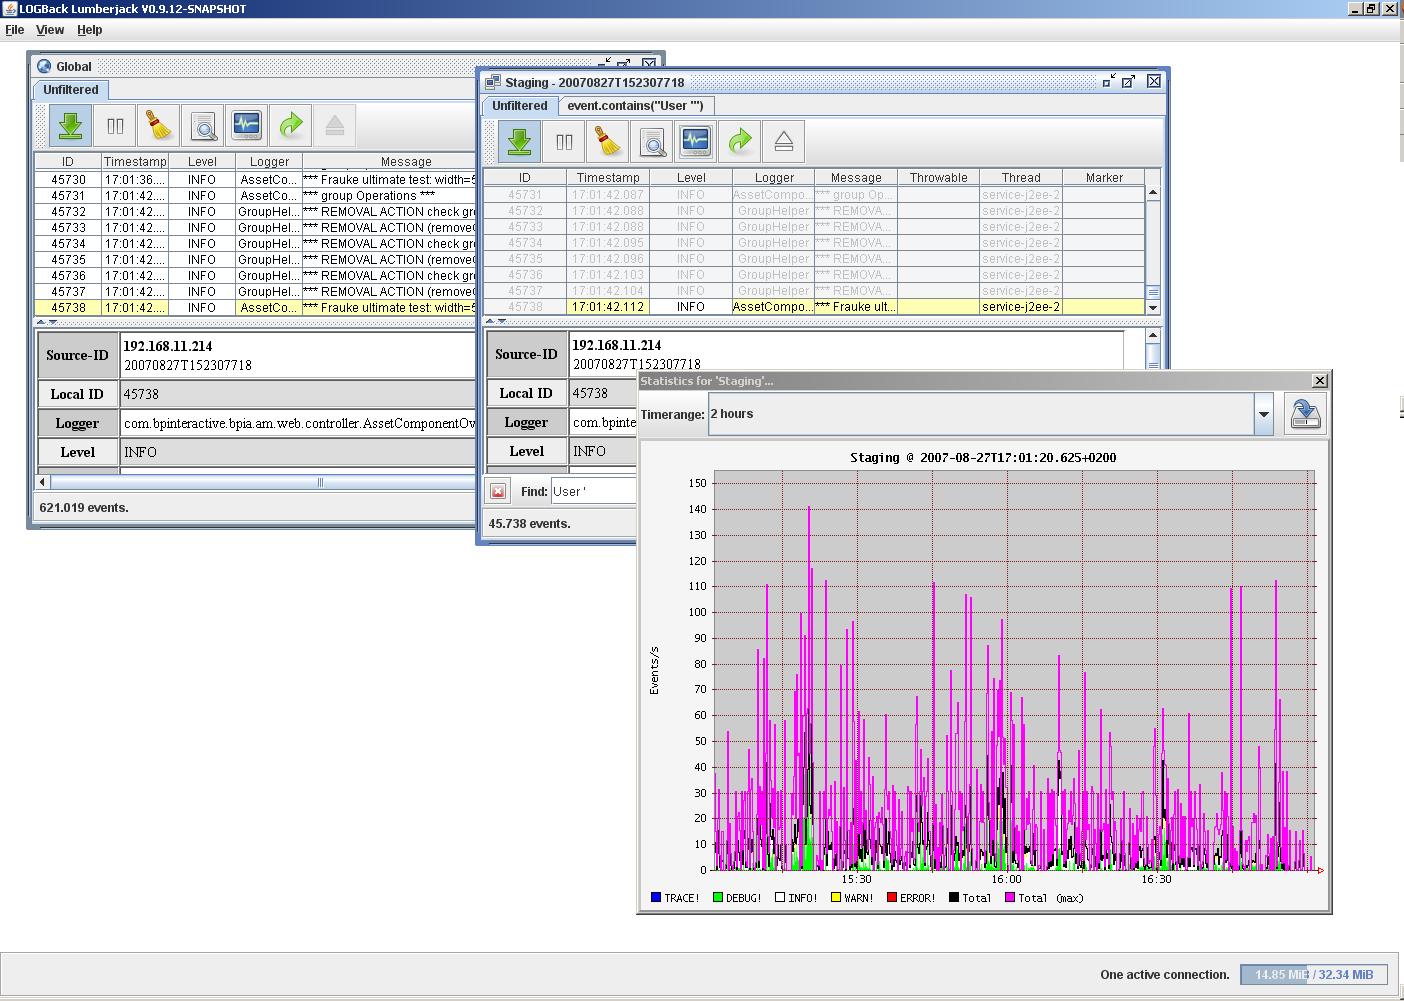 LOGBack Lumberjack V0.9.12-SNAPSHOT
File View Help
Global
Unfiltered
ID Timestamp Level Logger Message
45730 17:01:36.... INFO AssetCo... *** Frauke ultimate test: width=5
45731 17:01:42.... INFO AssetCo... *** group Operations ***
45732 17:01:42.... INFO GroupHel... *** REMOVAL ACTION check gr
45733 17:01:42.... INFO GroupHel... *** REMOVAL ACTION (remove
45734 17:01:42.... INFO GroupHel... *** REMOVAL ACTION check gr
45735 17:01:42.... INFO GroupHel... *** REMOVAL ACTION (remove
45736 17:01:42.... INFO GroupHel... *** REMOVAL ACTION check gr
45737 17:01:42.... INFO GroupHel... *** REMOVAL ACTION (remove
45738 17:01:42.... INFO AssetCo... *** Frauke ultimate test: width=5
Source-ID 192.168.11.214
20070827T152307718
Local ID 45738
Logger com.bpinteractive.bpia.am.web.controller.AssetComponentOv
Level INFO
621.019 events.
Staging - 20070827T152307718
Unfiltered event.contains("User '")
ID Timestamp Level Logger Message Throwable Thread Marker
45731 17:01:42.087 INFO AssetCompo... *** group Op... service-j2ee-2
45732 17:01:42.088 INFO GroupHelper *** REMOVA... service-j2ee-2
45733 17:01:42.088 INFO GroupHelper *** REMOVA... service-j2ee-2
45734 17:01:42.095 INFO GroupHelper *** REMOVA... service-j2ee-2
45735 17:01:42.096 INFO GroupHelper *** REMOVA... service-j2ee-2
45736 17:01:42.103 INFO GroupHelper *** REMOVA... service-j2ee-2
45737 17:01:42.104 INFO GroupHelper *** REMOVA... service-j2ee-2
45738 17:01:42.112 INFO AssetCompo... *** Frauke ult... service-j2ee-2
Source-ID 192.168.11.214
20070827T152307718
Local ID 45738
Logger com.bpinte
Level INFO
Find: User '
45.738 events.
Statistics for 'Staging'...
Timerange: 2 hours
Staging @ 2007-08-27T17:01:20.625+0200
Events/s
150
140
130
120
110
100
90
80
70
60
50
40
30
20
10
0
15:30 16:00 16:30
TRACE! DEBUG! INFO! WARN! ERROR! Total Total (max)
One active connection. 14.85 MiB / 32.34 MiB